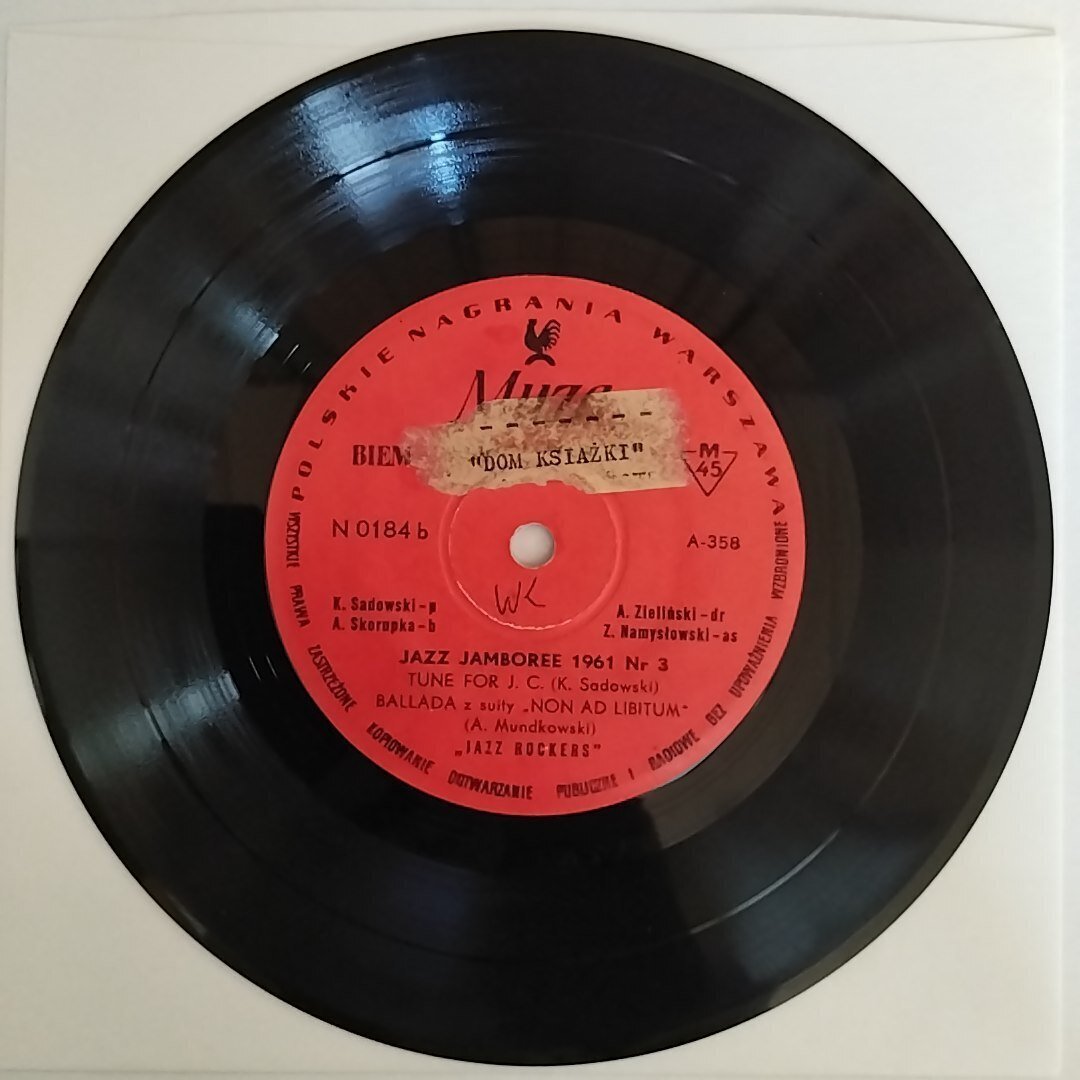 POLSKIE NAGRANIA WARSZAWA
Muza
BIEM
"DOM KSIAŻKI"
M
45
N 0184 b
A-358
WK
K. Sadowski-p
A. Skorupka-b
A. Zieliński-dr
Z. Namysłowski-as
JAZZ JAMBOREE 1961 Nr 3
TUNE FOR J. C. (K. Sadowski)
BALLADA z suity „NON AD LIBITUM"
(A. Mundkowski)
„JAZZ ROCKERS"
WSZYSTKIE PRAWA ZASTRZEŻONE KOPIOWANIE ODTWARZANIE PUBLICZNE I RADIOWE BEZ UPOWAŻNIENIA WZBRONIONE